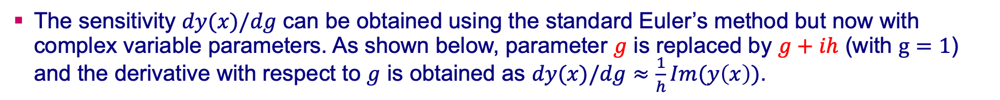 ▪ The sensitivity dy(x)/dg can be obtained using the standard Euler’s method but now with
complex variable parameters. As shown below, parameter g is replaced by g + ih (with g = 1)
and the derivative with respect to g is obtained as dy(x)/dg ≈ \frac{1}{h} Im(y(x)).